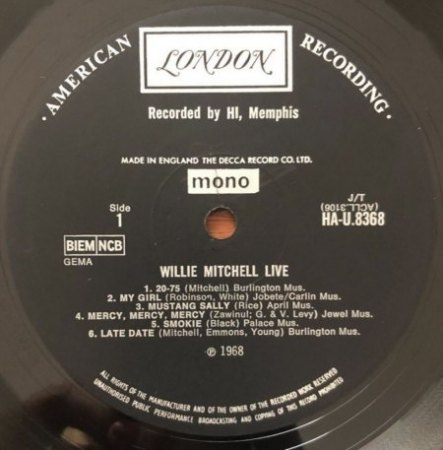 · AMERICAN RECORDING ·
LONDON
Recorded by HI, Memphis
MADE IN ENGLAND THE DECCA RECORD CO. LTD.
mono
Side
1
(ACLL.3106)
T/T
HA-U.8368
BIEM NCB
GEMA
WILLIE MITCHELL LIVE
1. 20-75 (Mitchell) Burlington Mus.
2. MY GIRL (Robinson, White) Jobete/Carlin Mus.
3. MUSTANG SALLY (Rice) April Mus.
4. MERCY, MERCY, MERCY (Zawinul; G. & V. Levy) Jewel Mus.
5. SMOKIE (Black) Palace Mus.
6. LATE DATE (Mitchell, Emmons, Young) Burlington Mus.
℗ 1968
ALL RIGHTS OF THE MANUFACTURER AND OF THE OWNER OF THE RECORDED WORK RESERVED
UNAUTHORISED PUBLIC PERFORMANCE BROADCASTING AND COPYING OF THIS RECORD PROHIBITED